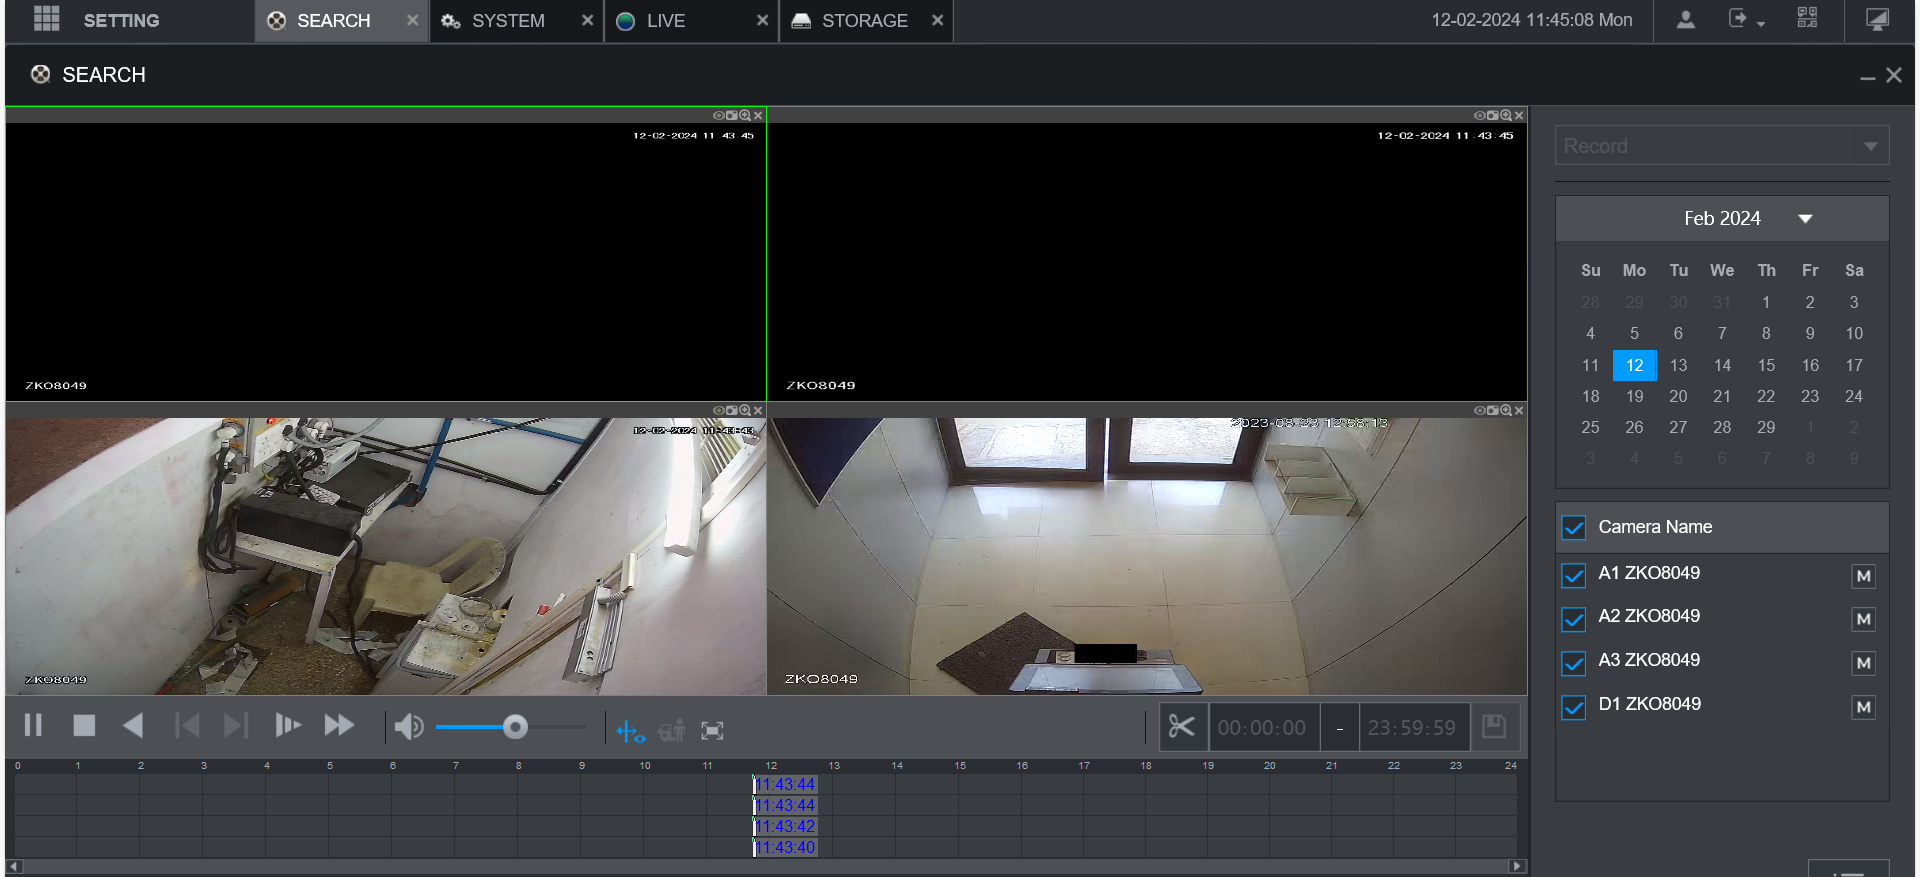 SETTING SEARCH SYSTEM LIVE STORAGE 12-02-2024 11:45:08 Mon
SEARCH
12-02-2024 11:43:45
ZKO8049
12-02-2024 11:43:45
ZKO8049
12-02-2024 11:43:43
ZKO8049
2023-08-23 12:58:13
ZKO8049
Record
Feb 2024
Su Mo Tu We Th Fr Sa
28 29 30 31 1 2 3
4 5 6 7 8 9 10
11 12 13 14 15 16 17
18 19 20 21 22 23 24
25 26 27 28 29 1 2
3 4 5 6 7 8 9
Camera Name
A1 ZKO8049 M
A2 ZKO8049 M
A3 ZKO8049 M
D1 ZKO8049 M
00:00:00 - 23:59:59
0 1 2 3 4 5 6 7 8 9 10 11 12 13 14 15 16 17 18 19 20 21 22 23 24
11:43:44
11:43:44
11:43:42
11:43:40